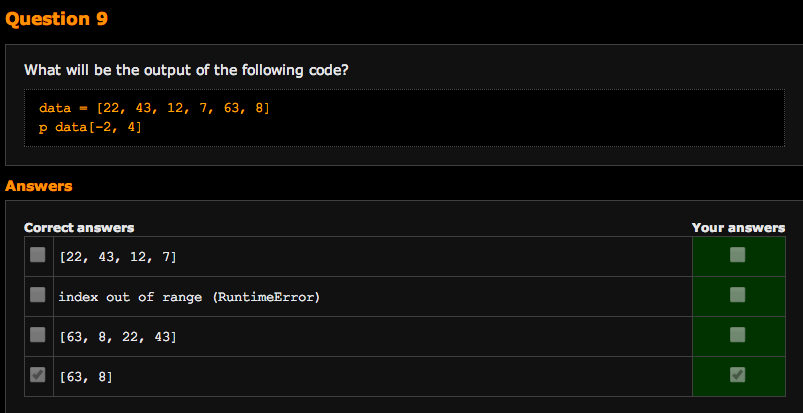 Question 9
What will be the output of the following code?
data = [22, 43, 12, 7, 63, 8]
p data[-2, 4]
Answers
Correct answers Your answers
[22, 43, 12, 7]
index out of range (RuntimeError)
[63, 8, 22, 43]
[63, 8]